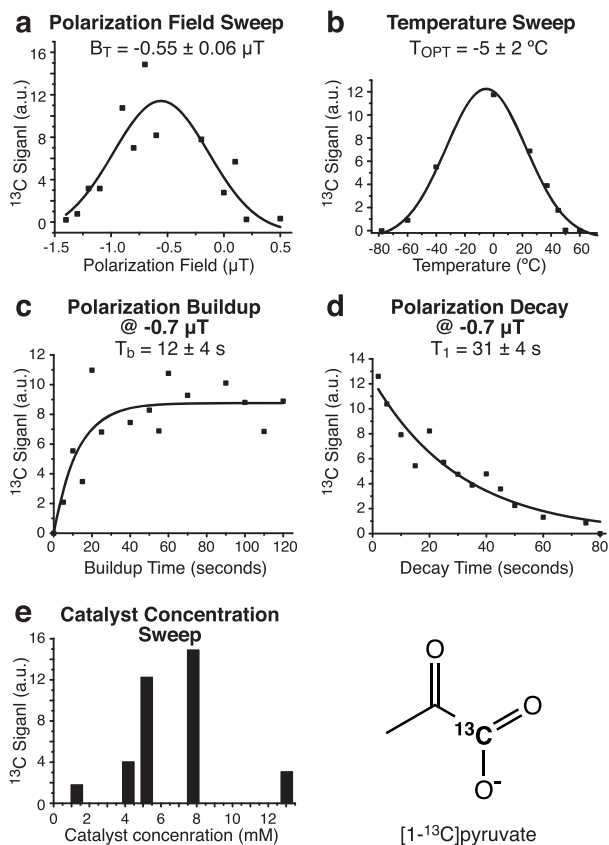 a Polarization Field Sweep
B_T = -0.55 ± 0.06 µT
16
12
8
4
0
¹³C Siganl (a.u.)
-1.5 -1.0 -0.5 0.0 0.5
Polarization Field (µT)
b Temperature Sweep
T_OPT = -5 ± 2 ºC
12
10
8
6
4
2
0
¹³C Siganl (a.u.)
-80 -60 -40 -20 0 20 40 60
Temperature (ºC)
c Polarization Buildup
@ -0.7 µT
T_b = 12 ± 4 s
12
10
8
6
4
2
0
¹³C Siganl (a.u.)
0 20 40 60 80 100 120
Buildup Time (seconds)
d Polarization Decay
@ -0.7 µT
T₁ = 31 ± 4 s
14
12
10
8
6
4
2
0
¹³C Siganl (a.u.)
0 20 40 60 80
Decay Time (seconds)
e Catalyst Concentration
Sweep
16
12
8
4
0
¹³C Siganl (a.u.)
0 2 4 6 8 10 12
Catalyst concenration (mM)
O
O
¹³C
O⁻
[1-¹³C]pyruvate